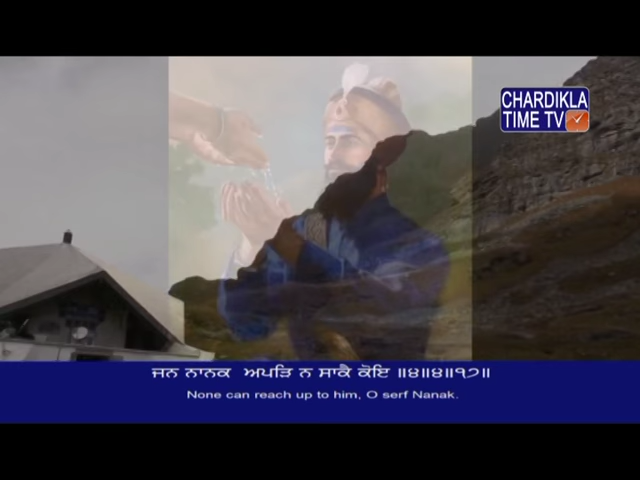 CHARDIKLA
TIME TV
ਜਨ ਨਾਨਕ ਅਪੜਿ ਨ ਸਾਕੈ ਕੋਇ ॥੪॥੪॥੧੭॥
None can reach up to him, O serf Nanak.